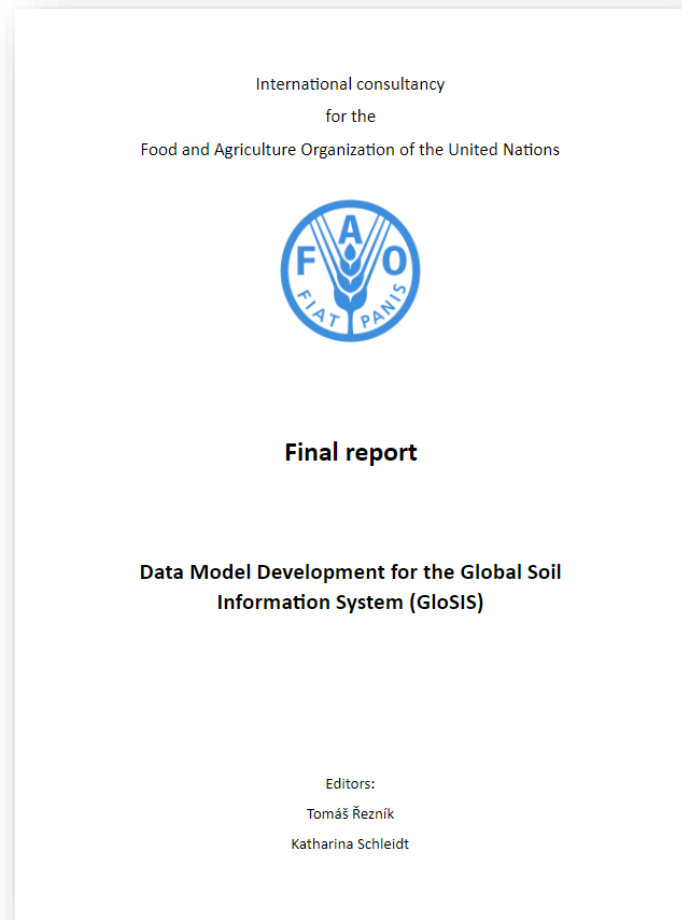 International consultancy
for the
Food and Agriculture Organization of the United Nations
F A O
FIAT PANIS
Final report
Data Model Development for the Global Soil
Information System (GloSIS)
Editors:
Tomáš Řezník
Katharina Schleidt